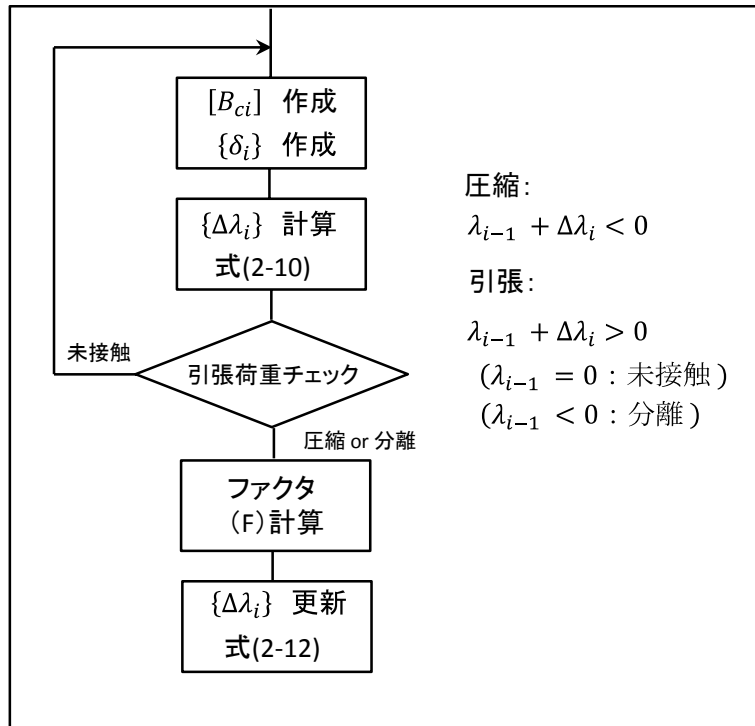 [B_{ci}] 作成
{δ_i} 作成
{Δλ_i} 計算
式(2-10)
未接触
引張荷重チェック
圧縮 or 分離
ファクタ
(F)計算
{Δλ_i} 更新
式(2-12)
圧縮:
λ_{i−1} + Δλ_i < 0
引張:
λ_{i−1} + Δλ_i > 0
(λ_{i−1} = 0 : 未接触)
(λ_{i−1} < 0 : 分離)